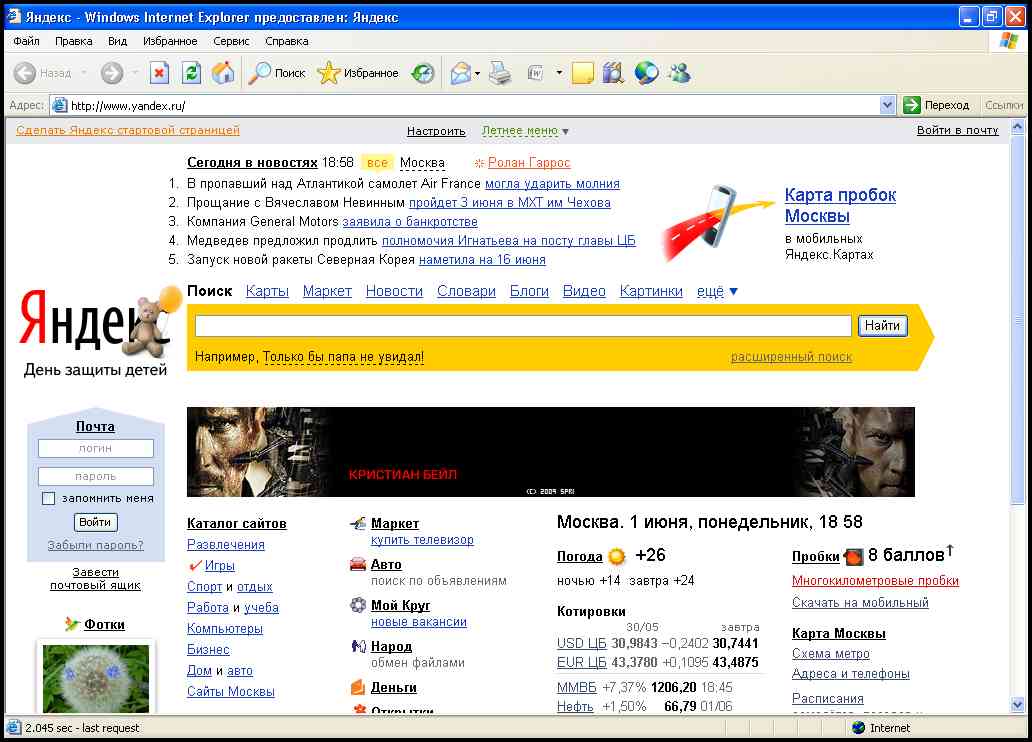 Яндекс - Windows Internet Explorer предоставлен: Яндекс
Файл Правка Вид Избранное Сервис Справка
Назад Поиск Избранное
Адрес: http://www.yandex.ru/ Переход Ссылки
Сделать Яндекс стартовой страницей Настроить Летнее меню ▼ Войти в почту
Сегодня в новостях 18:58 все Москва Ролан Гаррос
1. В пропавший над Атлантикой самолет Air France могла ударить молния
2. Прощание с Вячеславом Невинным пройдет 3 июня в МХТ им Чехова
3. Компания General Motors заявила о банкротстве
4. Медведев предложил продлить полномочия Игнатьева на посту главы ЦБ
5. Запуск новой ракеты Северная Корея наметила на 16 июня
Карта пробок
Москвы
в мобильных
Яндекс.Картах
Поиск Карты Маркет Новости Словари Блоги Видео Картинки ещё ▼
Яндекс
Найти
Например, Только бы папа не увидал! расширенный поиск
День защиты детей
Почта
логин
пароль
запомнить меня
Войти
Забыли пароль?
Завести
почтовый ящик
Фотки
КРИСТИАН БЕЙЛ
(C) 2009 SPRI
Каталог сайтов
Развлечения
Игры
Спорт и отдых
Работа и учеба
Компьютеры
Бизнес
Дом и авто
Сайты Москвы
Маркет
купить телевизор
Авто
поиск по объявлениям
Мой Круг
новые вакансии
Народ
обмен файлами
Деньги
Открытки
Москва. 1 июня, понедельник, 18 58
Погода +26
ночью +14 завтра +24
Котировки
30/05 завтра
USD ЦБ 30,9843 −0,2402 30,7441
EUR ЦБ 43,3780 +0,1095 43,4875
ММВБ +7,37% 1206,20 18:45
Нефть +1,50% 66,79 01/06
Пробки 8 баллов↑
Многокилометровые пробки
Скачать на мобильный
Карта Москвы
Схема метро
Адреса и телефоны
Расписания
2.045 sec - last request Internet